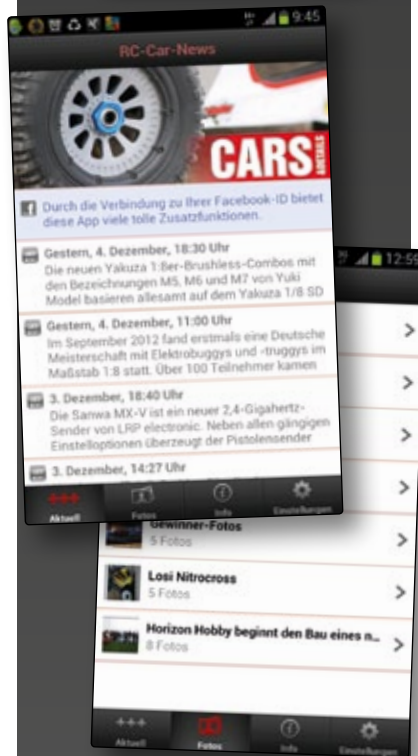 9:45
RC-Car-News
CARS
&DETAILS
Durch die Verbindung zu Ihrer Facebook-ID bietet
diese App viele tolle Zusatzfunktionen.
Gestern, 4. Dezember, 18:30 Uhr
Die neuen Yakuza 1:8er-Brushless-Combos mit
den Bezeichnungen M5, M6 und M7 von Yuki
Model basieren allesamt auf dem Yakuza 1/8 SD
Gestern, 4. Dezember, 11:00 Uhr
Im September 2012 fand erstmals eine Deutsche
Meisterschaft mit Elektrobuggys und -truggys im
Maßstab 1:8 statt. Über 100 Teilnehmer kamen
3. Dezember, 18:40 Uhr
Die Sanwa MX-V ist ein neuer 2,4-Gigahertz-
Sender von LRP electronic. Neben allen gängigen
Einstelloptionen überzeugt der Pistolensender
3. Dezember, 14:27 Uhr
Aktuell
Fotos
Info
Einstellungen
12:59
Gewinner-Fotos
5 Fotos
Losi Nitrocross
5 Fotos
Horizon Hobby beginnt den Bau eines n...
8 Fotos
Aktuell
Fotos
Info
Einstellungen